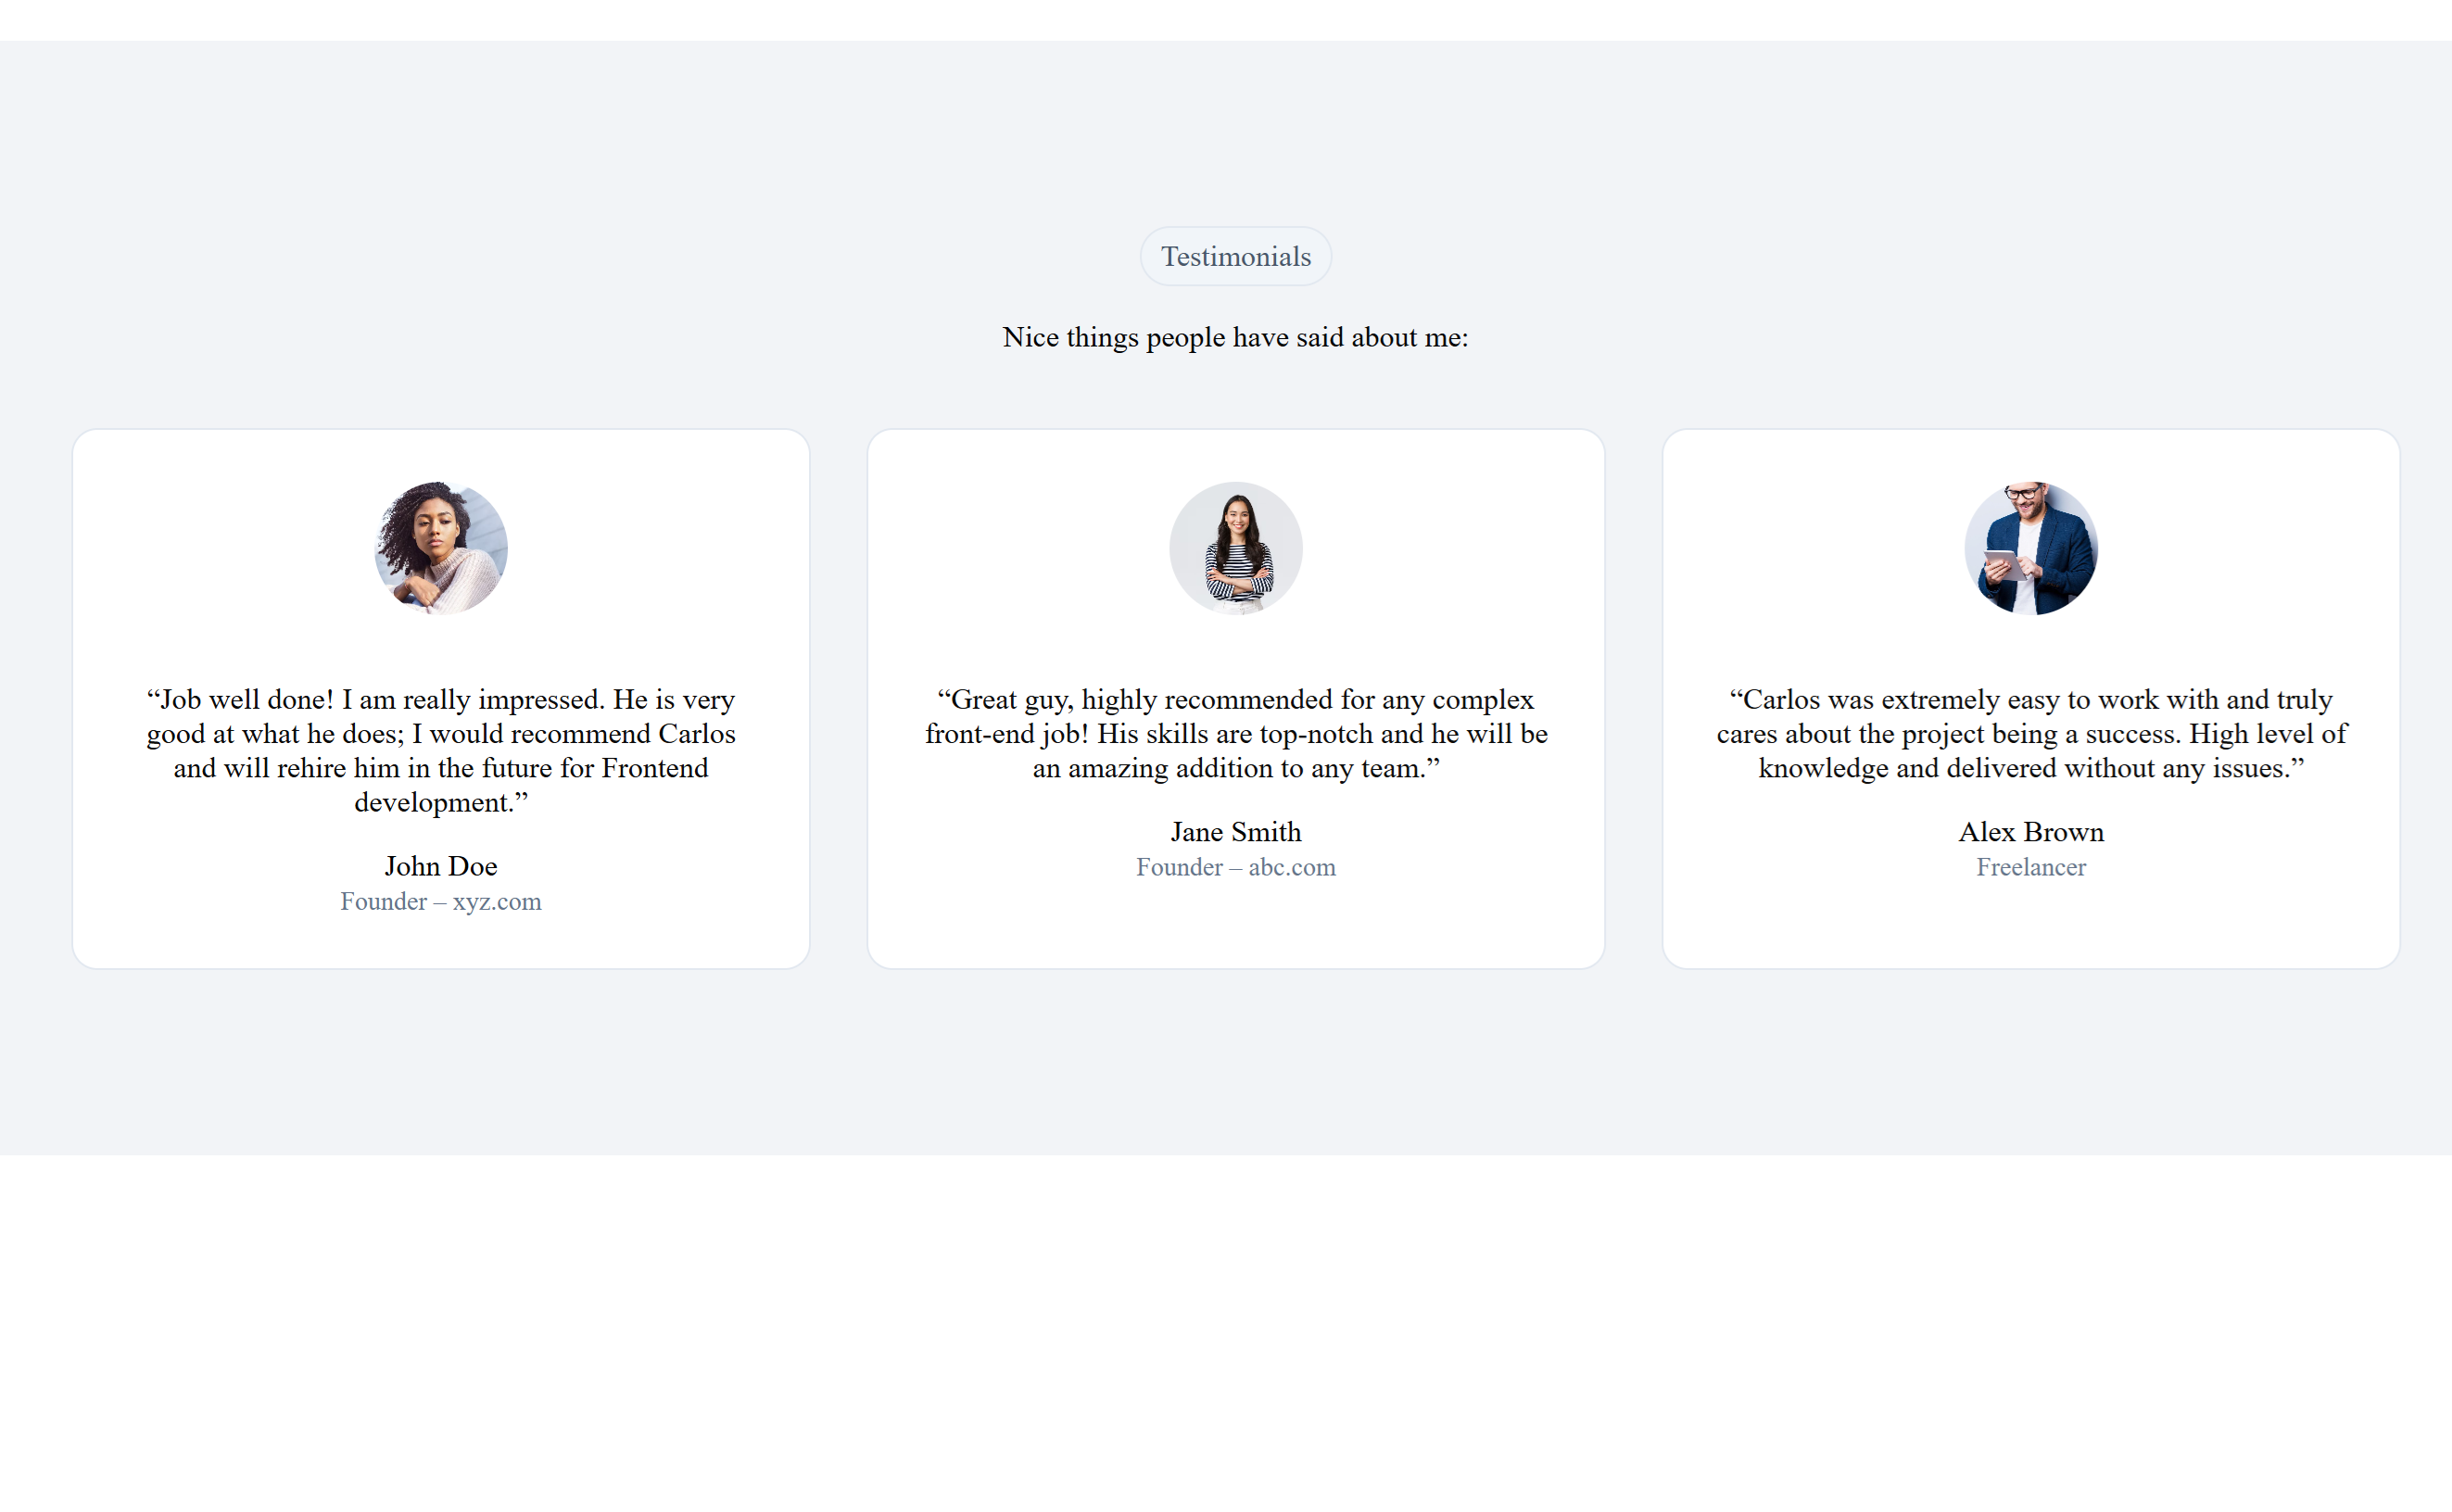 Testimonials
Nice things people have said about me:
“Job well done! I am really impressed. He is very
good at what he does; I would recommend Carlos
and will rehire him in the future for Frontend
development.”
John Doe
Founder – xyz.com
“Great guy, highly recommended for any complex
front-end job! His skills are top-notch and he will be
an amazing addition to any team.”
Jane Smith
Founder – abc.com
“Carlos was extremely easy to work with and truly
cares about the project being a success. High level of
knowledge and delivered without any issues.”
Alex Brown
Freelancer